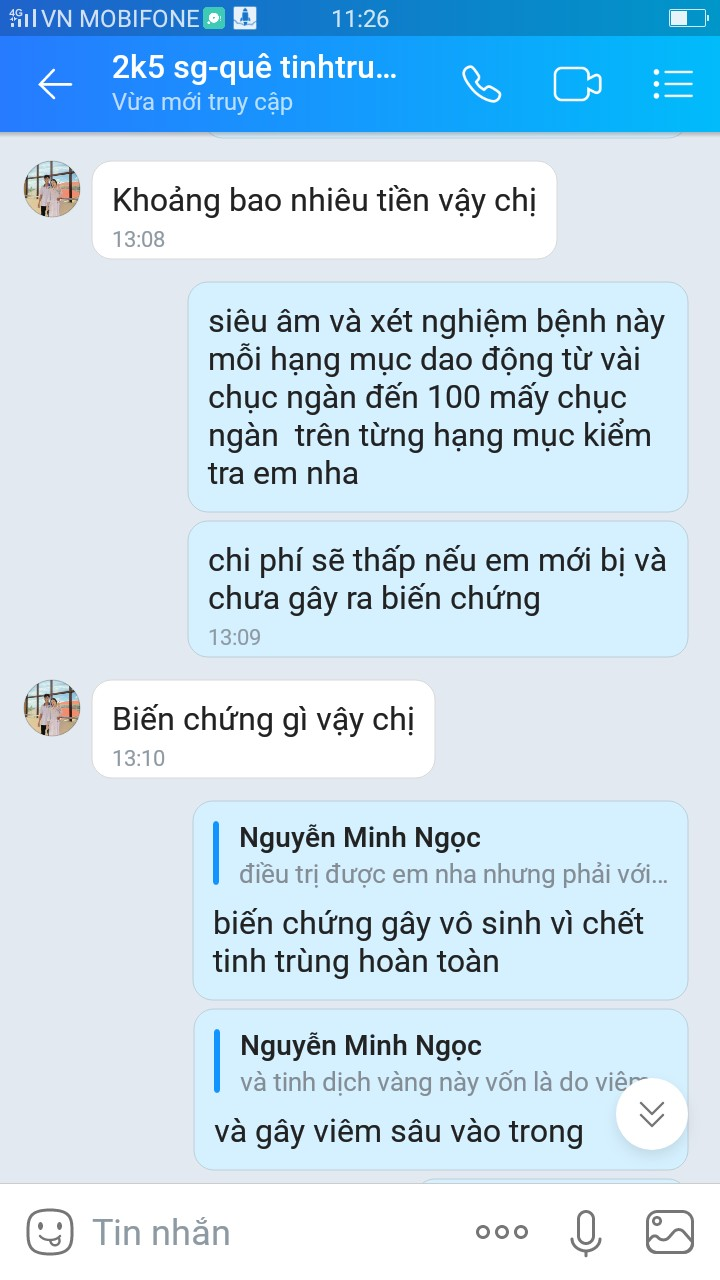 4G VN MOBIFONE 11:26
2k5 sg-quê tinhtru...
Vừa mới truy cập
Khoảng bao nhiêu tiền vậy chị
13:08
siêu âm và xét nghiệm bệnh này
mỗi hạng mục dao động từ vài
chục ngàn đến 100 mấy chục
ngàn  trên từng hạng mục kiểm
tra em nha
chi phí sẽ thấp nếu em mới bị và
chưa gây ra biến chứng
13:09
Biến chứng gì vậy chị
13:10
Nguyễn Minh Ngọc
điều trị được em nha nhưng phải với...
biến chứng gây vô sinh vì chết
tinh trùng hoàn toàn
Nguyễn Minh Ngọc
và tinh dịch vàng này vốn là do viêm
và gây viêm sâu vào trong
Tin nhắn